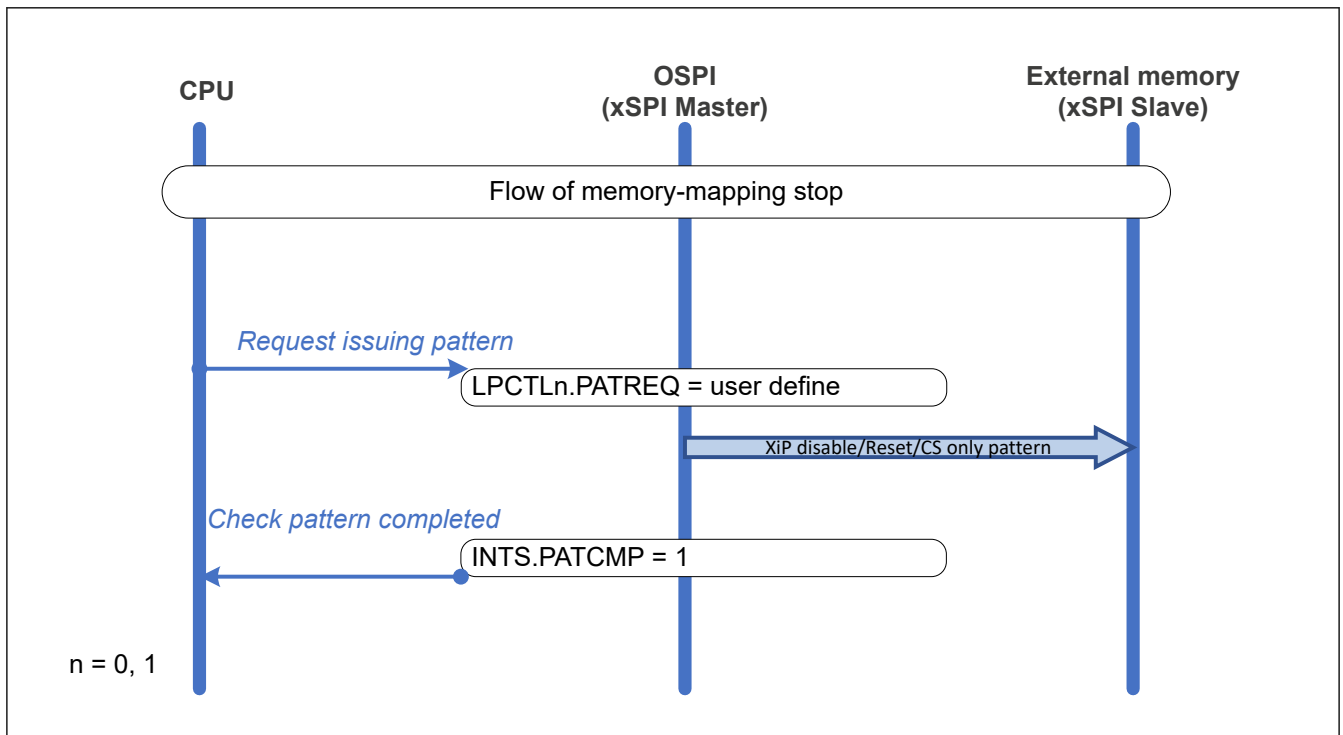 CPU
OSPI
(xSPI Master)
External memory
(xSPI Slave)
Flow of memory-mapping stop
Request issuing pattern
LPCTLn.PATREQ = user define
XiP disable/Reset/CS only pattern
Check pattern completed
INTS.PATCMP = 1
n = 0, 1